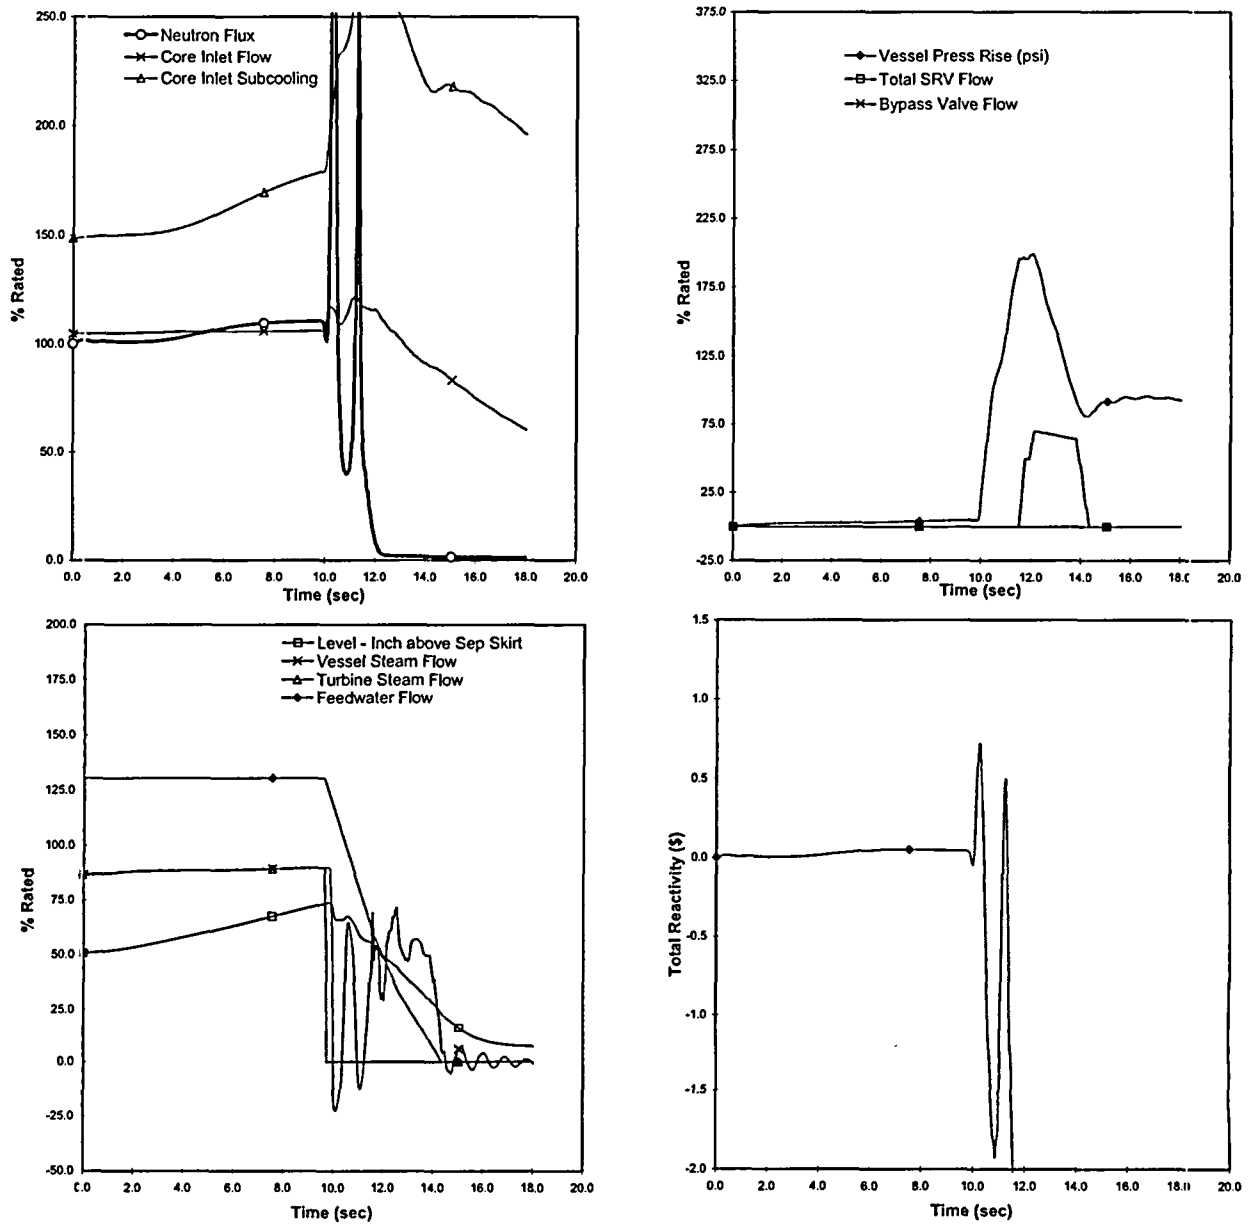 250.0
200.0
150.0
100.0
50.0
0.0
% Rated
Neutron Flux
Core Inlet Flow
Core Inlet Subcooling
0.0 2.0 4.0 6.0 8.0 10.0 12.0 14.0 16.0 18.0 20.0
Time (sec)
375.0
325.0
275.0
225.0
175.0
125.0
75.0
25.0
-25.0
% Rated
Vessel Press Rise (psi)
Total SRV Flow
Bypass Valve Flow
0.0 2.0 4.0 6.0 8.0 10.0 12.0 14.0 16.0 18.0 20.0
Time (sec)
200.0
175.0
150.0
125.0
100.0
75.0
50.0
25.0
0.0
-25.0
-50.0
% Rated
Level - Inch above Sep Skirt
Vessel Steam Flow
Turbine Steam Flow
Feedwater Flow
0.0 2.0 4.0 6.0 8.0 10.0 12.0 14.0 16.0 18.0 20.0
Time (sec)
1.5
1.0
0.5
0.0
-0.5
-1.0
-1.5
-2.0
Total Reactivity ($)
0.0 2.0 4.0 6.0 8.0 10.0 12.0 14.0 16.0 18.0 20.0
Time (sec)